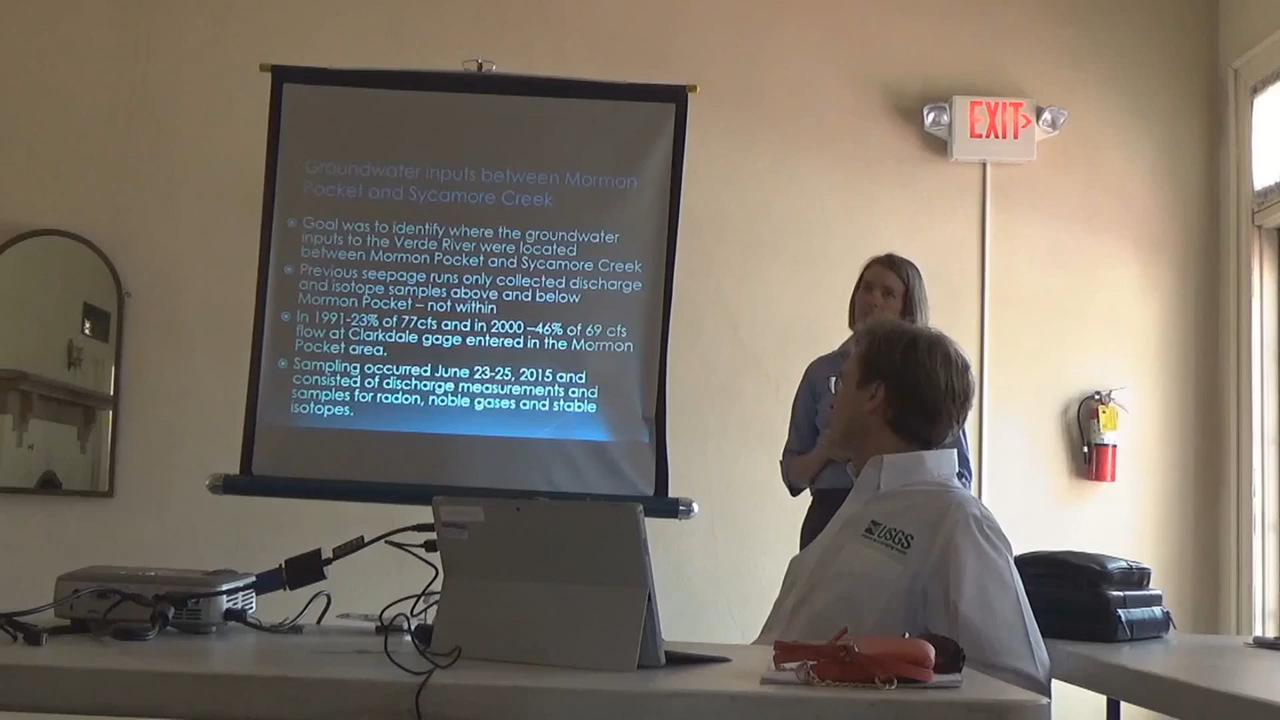 Groundwater inputs between Mormon
Pocket and Sycamore Creek
Goal was to identify where the groundwater
inputs to the Verde River were located
between Mormon Pocket and Sycamore Creek
Previous seepage runs only collected discharge
and isotope samples above and below
Mormon Pocket – not within
In 1991-23% of 77cfs and in 2000 –46% of 69 cfs
flow at Clarkdale gage entered in the Mormon
Pocket area.
Sampling occurred June 23-25, 2015 and
consisted of discharge measurements and
samples for radon, noble gases and stable
isotopes.
EXIT
USGS